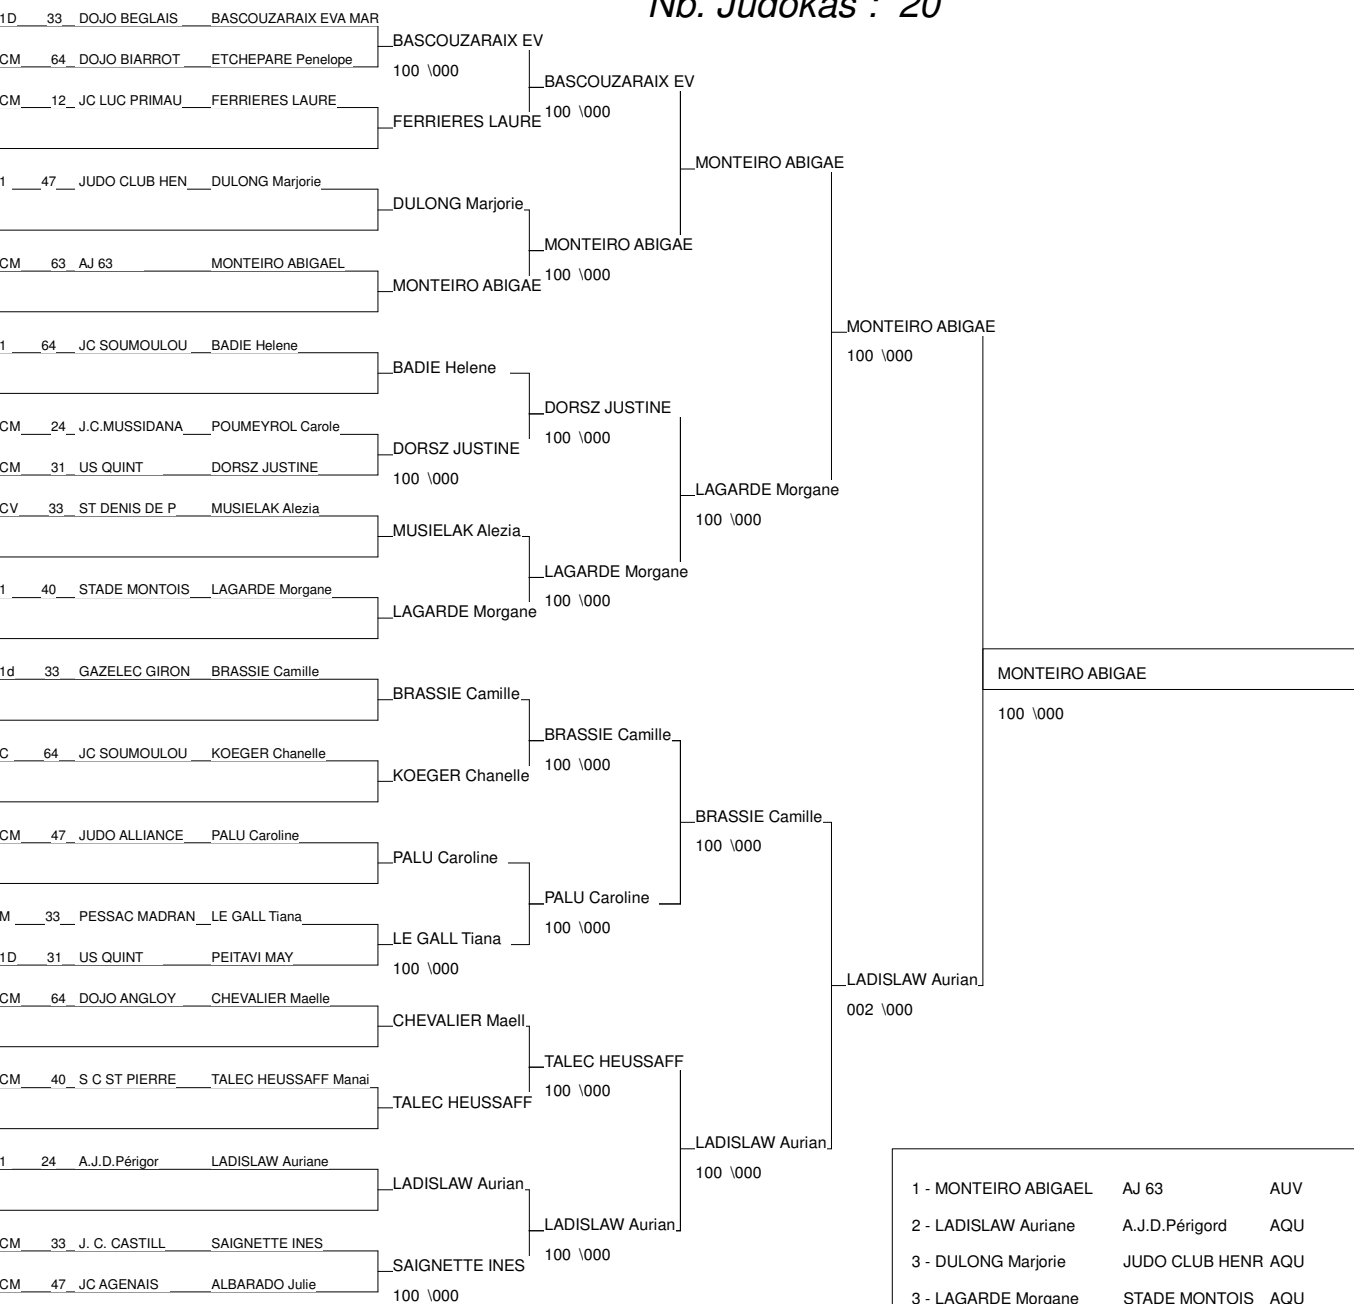 Nb. Judokas : 20
1D 33 DOJO BEGLAIS BASCOUZARAIX EVA MAR
BASCOUZARAIX EV
CM 64 DOJO BIARROT ETCHEPARE Penelope
100 \000
BASCOUZARAIX EV
CM 12 JC LUC PRIMAU FERRIERES LAURE
100 \000
FERRIERES LAURE
MONTEIRO ABIGAE
1 47 JUDO CLUB HEN DULONG Marjorie
DULONG Marjorie
MONTEIRO ABIGAE
CM 63 AJ 63 MONTEIRO ABIGAEL
100 \000
MONTEIRO ABIGAE
MONTEIRO ABIGAE
1 64 JC SOUMOULOU BADIE Helene
100 \000
BADIE Helene
DORSZ JUSTINE
CM 24 J.C.MUSSIDANA POUMEYROL Carole
100 \000
DORSZ JUSTINE
CM 31 US QUINT DORSZ JUSTINE
100 \000
LAGARDE Morgane
CV 33 ST DENIS DE P MUSIELAK Alezia
100 \000
MUSIELAK Alezia
LAGARDE Morgane
1 40 STADE MONTOIS LAGARDE Morgane
100 \000
LAGARDE Morgane
1d 33 GAZELEC GIRON BRASSIE Camille
MONTEIRO ABIGAE
BRASSIE Camille
100 \000
BRASSIE Camille
C 64 JC SOUMOULOU KOEGER Chanelle
100 \000
KOEGER Chanelle
BRASSIE Camille
CM 47 JUDO ALLIANCE PALU Caroline
100 \000
PALU Caroline
PALU Caroline
M 33 PESSAC MADRAN LE GALL Tiana
100 \000
LE GALL Tiana
1D 31 US QUINT PEITAVI MAY
100 \000
LADISLAW Aurian
CM 64 DOJO ANGLOY CHEVALIER Maelle
002 \000
CHEVALIER Maell
TALEC HEUSSAFF
CM 40 S C ST PIERRE TALEC HEUSSAFF Manai
100 \000
TALEC HEUSSAFF
LADISLAW Aurian
1 24 A.J.D.Périgor LADISLAW Auriane
100 \000
LADISLAW Aurian
LADISLAW Aurian
CM 33 J. C. CASTILL SAIGNETTE INES
100 \000
SAIGNETTE INES
CM 47 JC AGENAIS ALBARADO Julie
100 \000
1 - MONTEIRO ABIGAEL AJ 63 AUV
2 - LADISLAW Auriane A.J.D.Périgord AQU
3 - DULONG Marjorie JUDO CLUB HENR AQU
3 - LAGARDE Morgane STADE MONTOIS AQU